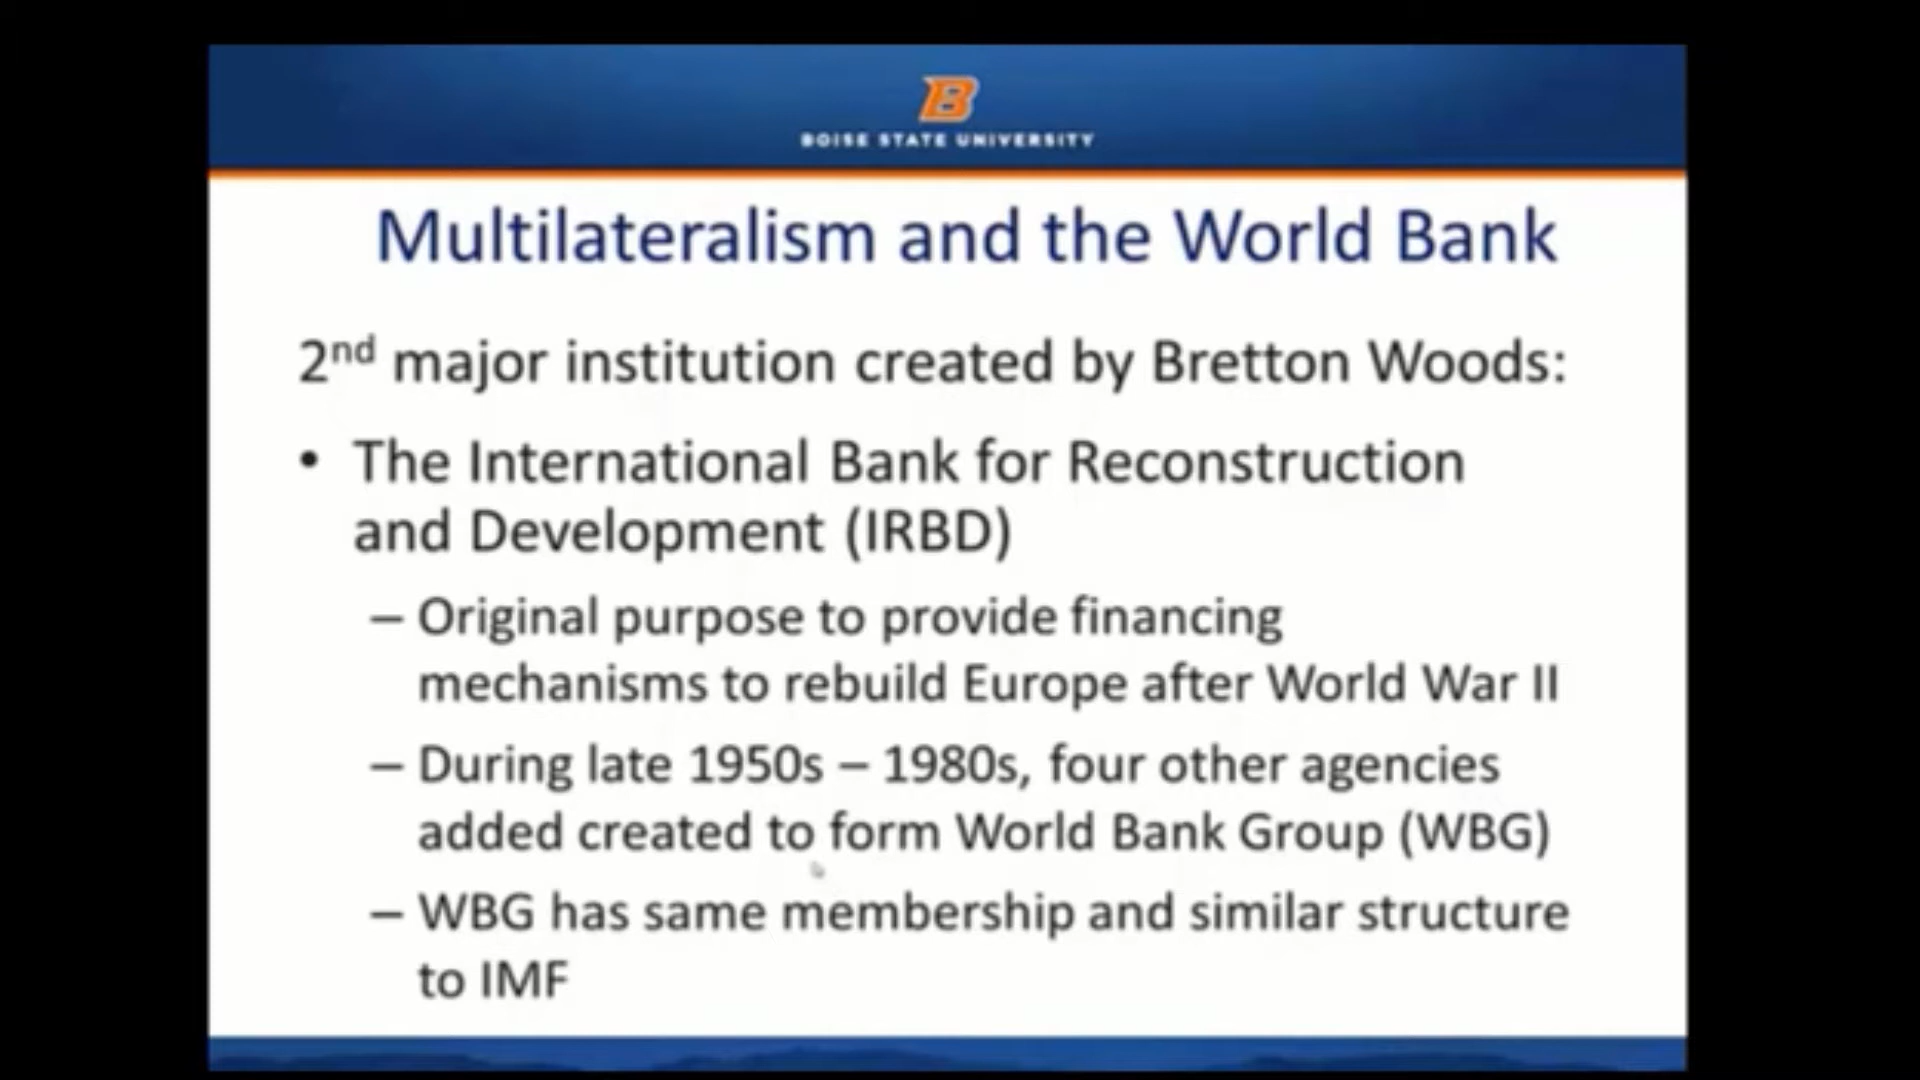 B
BOISE STATE UNIVERSITY
Multilateralism and the World Bank
2nd major institution created by Bretton Woods:
• The International Bank for Reconstruction
and Development (IRBD)
– Original purpose to provide financing
mechanisms to rebuild Europe after World War II
– During late 1950s – 1980s, four other agencies
added created to form World Bank Group (WBG)
– WBG has same membership and similar structure
to IMF